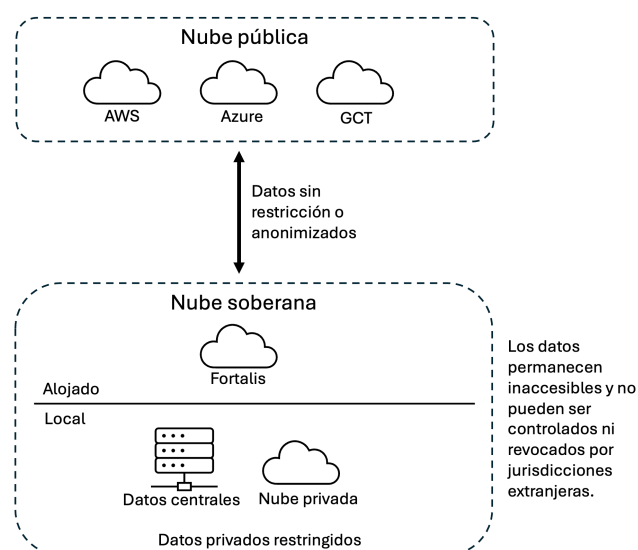 Nube pública
AWS
Azure
GCT
Datos sin
restricción o
anonimizados
Nube soberana
Fortalis
Alojado
Local
Datos centrales
Nube privada
Datos privados restringidos
Los datos
permanecen
inaccesibles y no
pueden ser
controlados ni
revocados por
jurisdicciones
extranjeras.